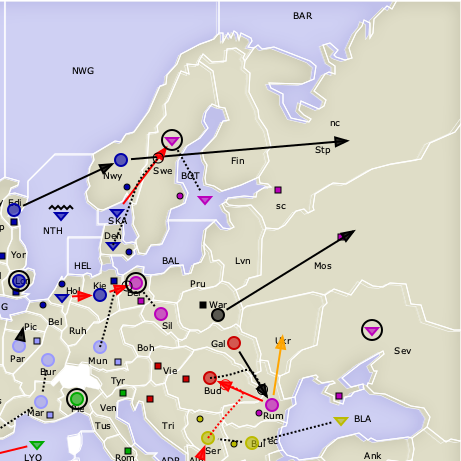 BAR
NWG
nc
Stp
Fin
Nwy
Swe
BOT
Edi
sc
SKA
NTH
Den
Yor
HEL
BAL
Lvn
Mos
Lon
Hol
Kie
Ber
Pru
War
Bel
Pic
Ruh
Sil
Par
Mun
Boh
Gal
Ukr
Sev
Bur
Vie
Bud
Tyr
Mar
Pie
Ven
Rum
Tus
Tri
BLA
Ser
Bul
ec
LYO
Rom
ADR
Ank